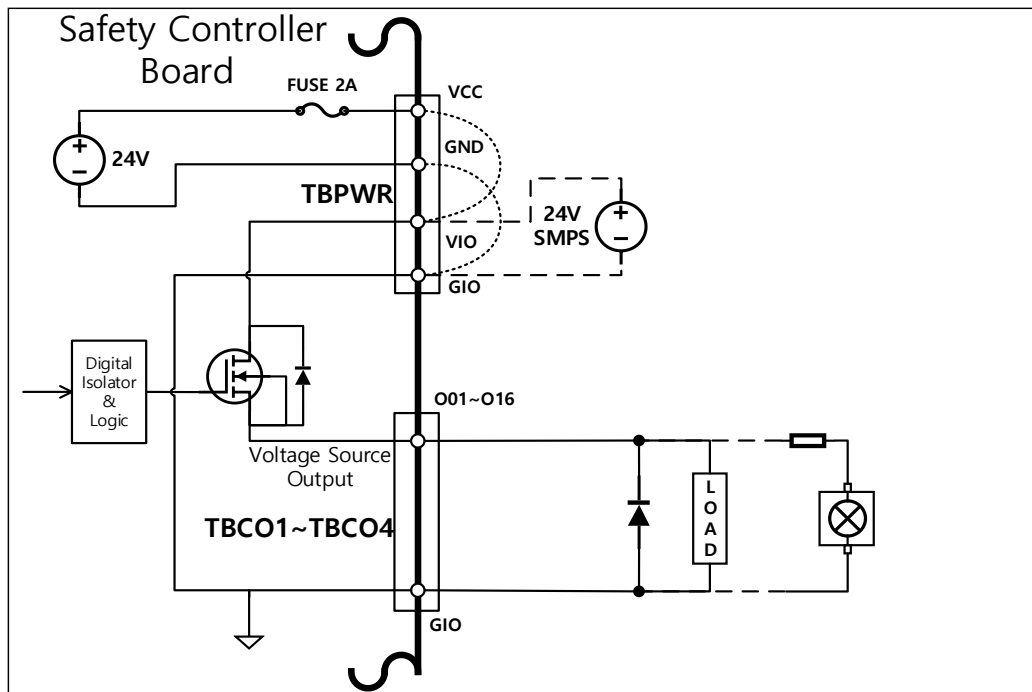 Safety Controller
Board
FUSE 2A
VCC
GND
+
24V
−
TBPWR
+
24V
SMPS
−
VIO
GIO
Digital
Isolator
&
Logic
O01~O16
Voltage Source
Output
L
O
A
D
TBCO1~TBCO4
GIO